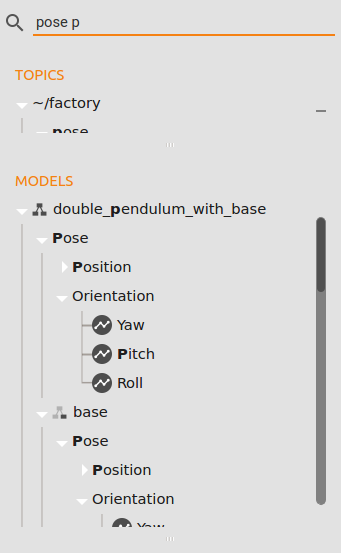 pose p
TOPICS
~/factory
pose
MODELS
double_pendulum_with_base
Pose
Position
Orientation
Yaw
Pitch
Roll
base
Pose
Position
Orientation
Yaw